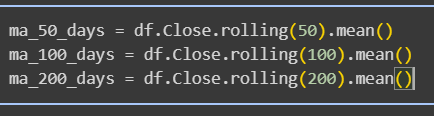 ma_50_days = df.Close.rolling(50).mean()
ma_100_days = df.Close.rolling(100).mean()
ma_200_days = df.Close.rolling(200).mean()